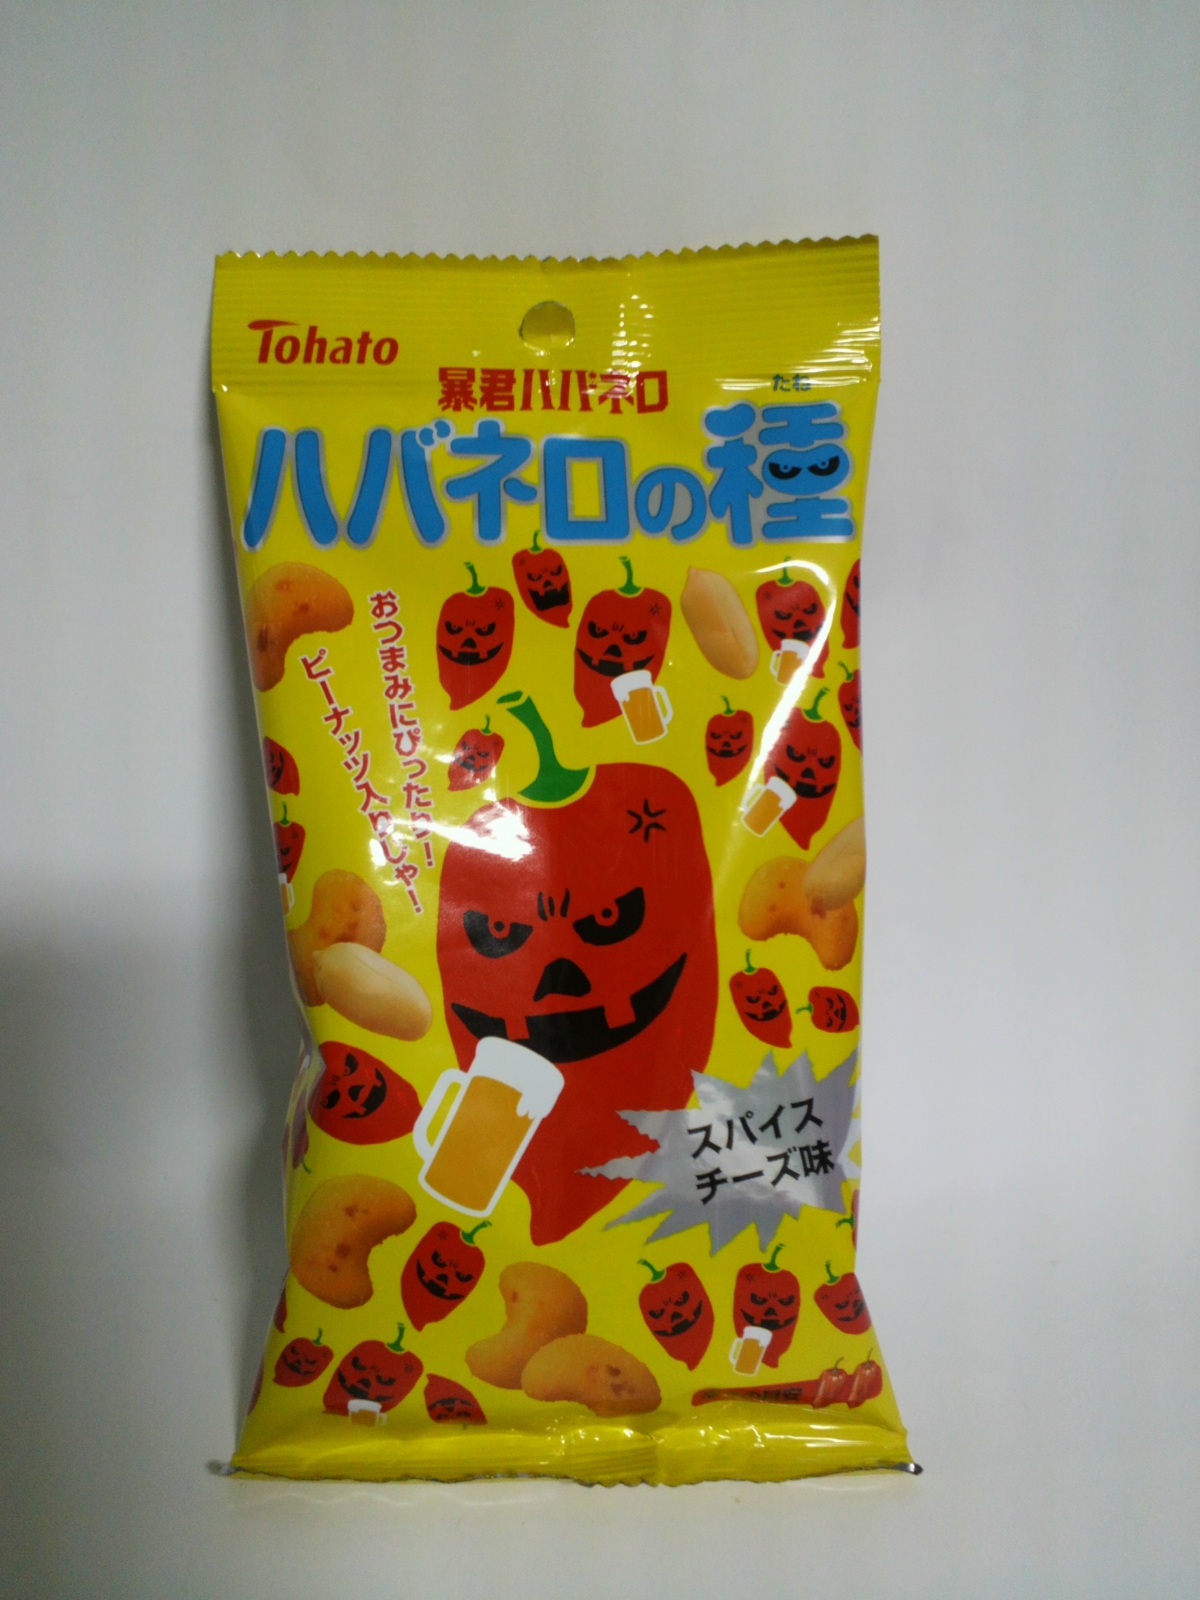 Tohato
暴君ハバネロ
たね
ハバネロの種
おつまみにぴったり！
ピーナッツ入りじゃ！
スパイス
チーズ味